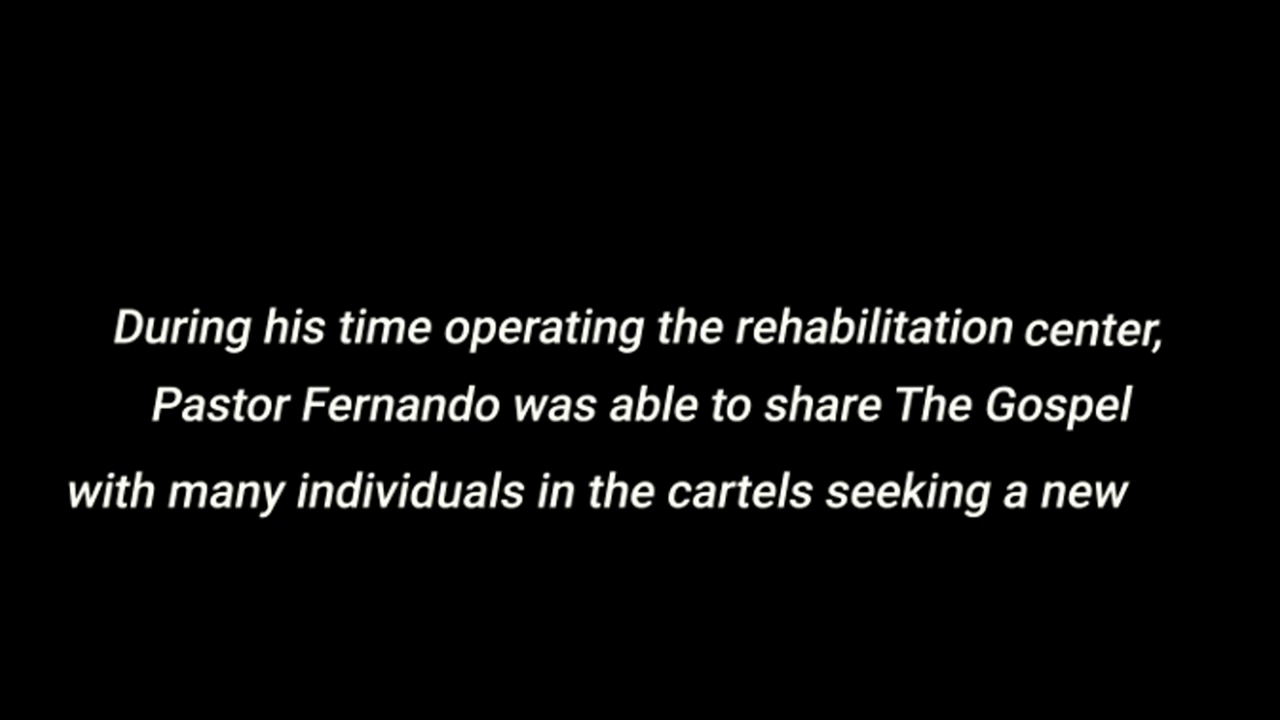 During his time operating the rehabilitation center,
Pastor Fernando was able to share The Gospel
with many individuals in the cartels seeking a new